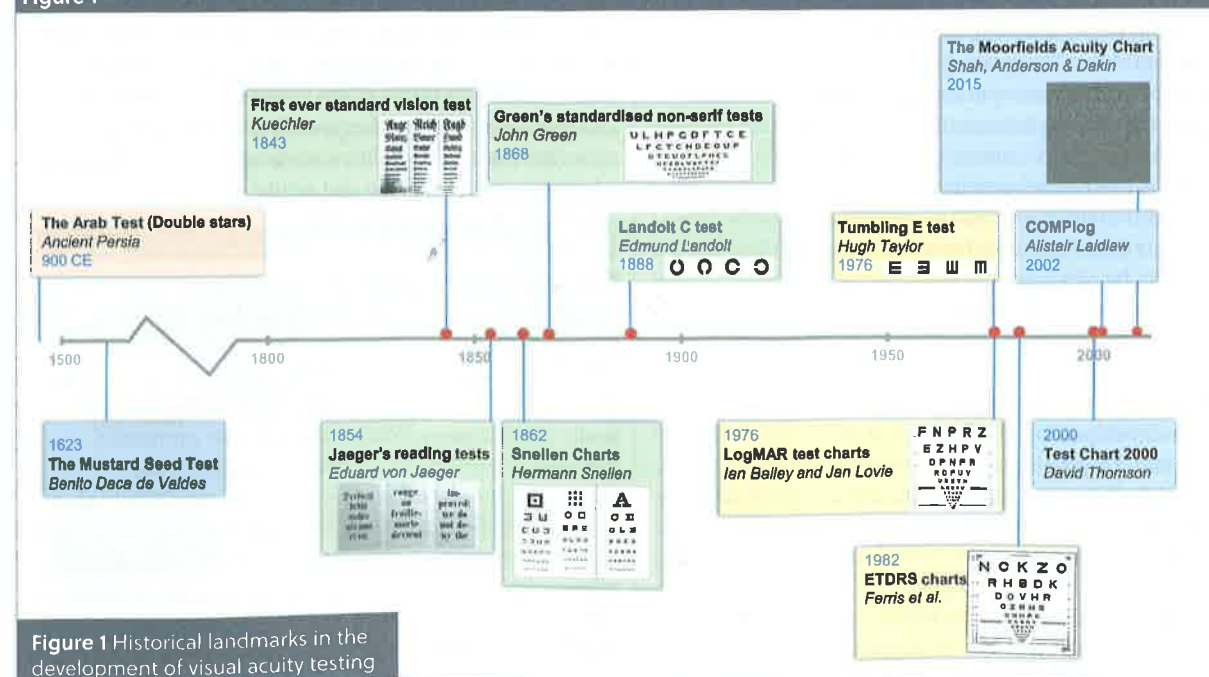 Figure 1
The Moorfields Acuity Chart
Shah, Anderson & Dakin
2015
First ever standard vision test
Kuechler
1843
Green's standardised non-serif tests
John Green
1868
U L H P C D F T C E
The Arab Test (Double stars)
Ancient Persia
900 CE
Landolt C test
Edmund Landolt
1888
Tumbling E test
Hugh Taylor
1976
COMPlog
Alistair Laidlaw
2002
1500
1800
1850
1900
1950
2000
1623
The Mustard Seed Test
Benito Daca de Valdes
1854
Jaeger's reading tests
Eduard von Jaeger
1862
Snellen Charts
Hermann Snellen
A
1976
LogMAR test charts
Ian Bailey and Jan Lovie
F N P R Z
E Z H P V
D P N F R
R D F U V
2000
Test Chart 2000
David Thomson
1982
ETDRS charts
Ferris et al.
N C K Z O
R H S D K
D O V H R
Figure 1 Historical landmarks in the
development of visual acuity testing